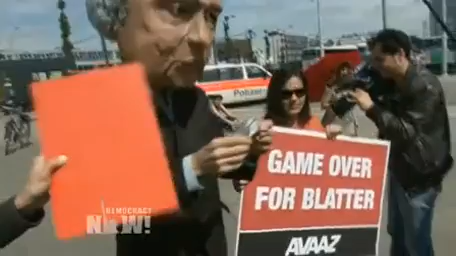 Polizei
GAME OVER
FOR BLATTER
AVAAZ
DEMOCRACY
NOW!